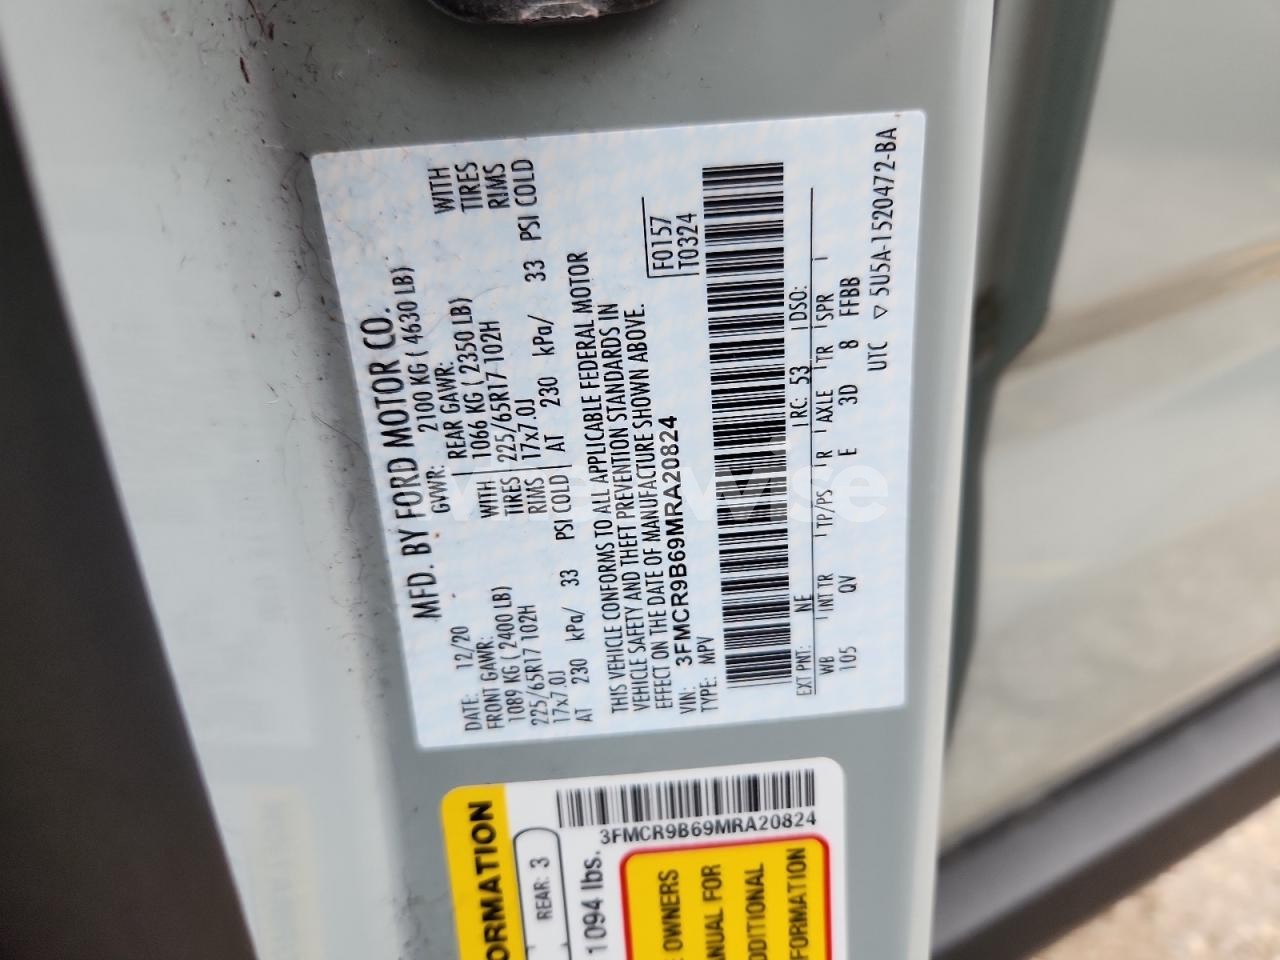 MFD. BY FORD MOTOR CO.
DATE: 12/20 GVWR: 2100 KG ( 4630 LB)
FRONT GAWR: REAR GAWR:
1089 KG ( 2400 LB) WITH 1066 KG ( 2350 LB) WITH
225/65R17 102H TIRES 225/65R17 102H TIRES
17x7.0J RIMS 17x7.0J RIMS
AT 230 kPa/ 33 PSI COLD AT 230 kPa/ 33 PSI COLD
THIS VEHICLE CONFORMS TO ALL APPLICABLE FEDERAL MOTOR
VEHICLE SAFETY AND THEFT PREVENTION STANDARDS IN
EFFECT ON THE DATE OF MANUFACTURE SHOWN ABOVE.
VIN: 3FMCR9B69MRA20824
TYPE: MPV
F0157
T0324
EXT PNT: NE RC: 53 DSO:
WB INT TR TP/PS R AXLE TR SPR
105 QV E 3D 8 FFBB
UTC ▽ 5U5A-1520472-BA
3FMCR9B69MRA20824
ORMATION
REAR: 3
1094 lbs.
OWNERS
ANUAL FOR
DDITIONAL
FORMATION